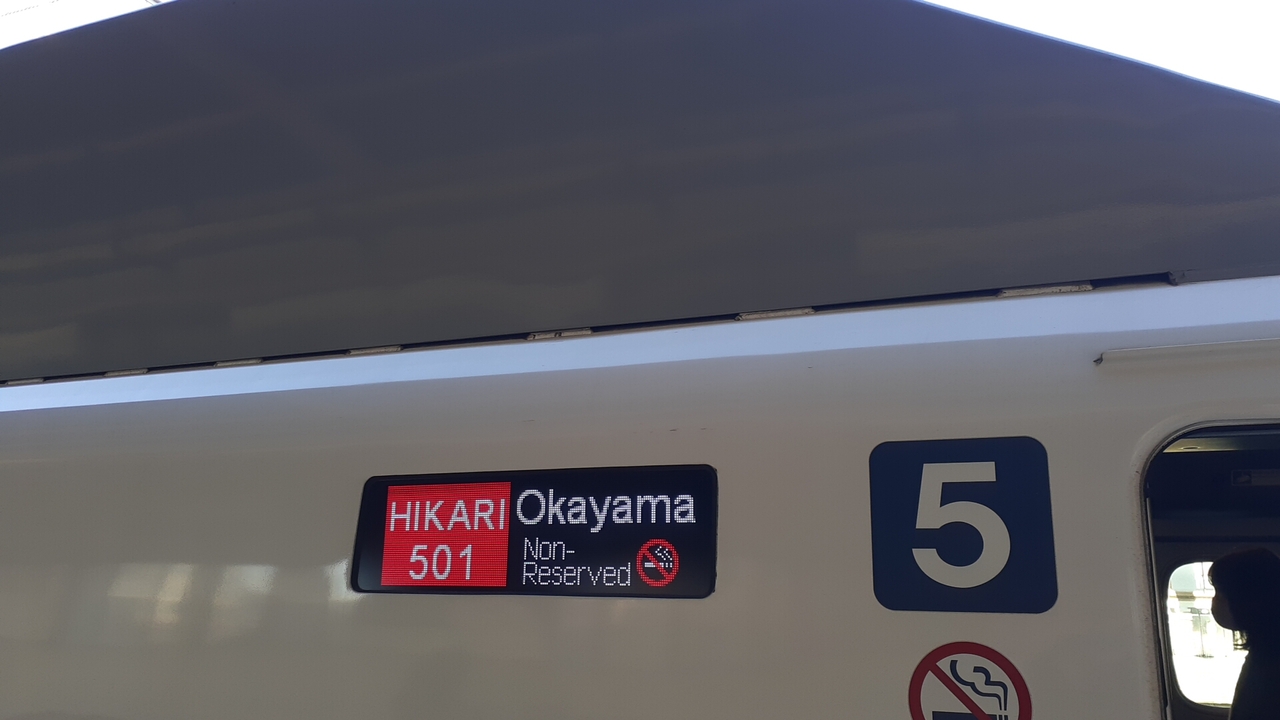 HIKARI
501
Okayama
Non-
Reserved
5